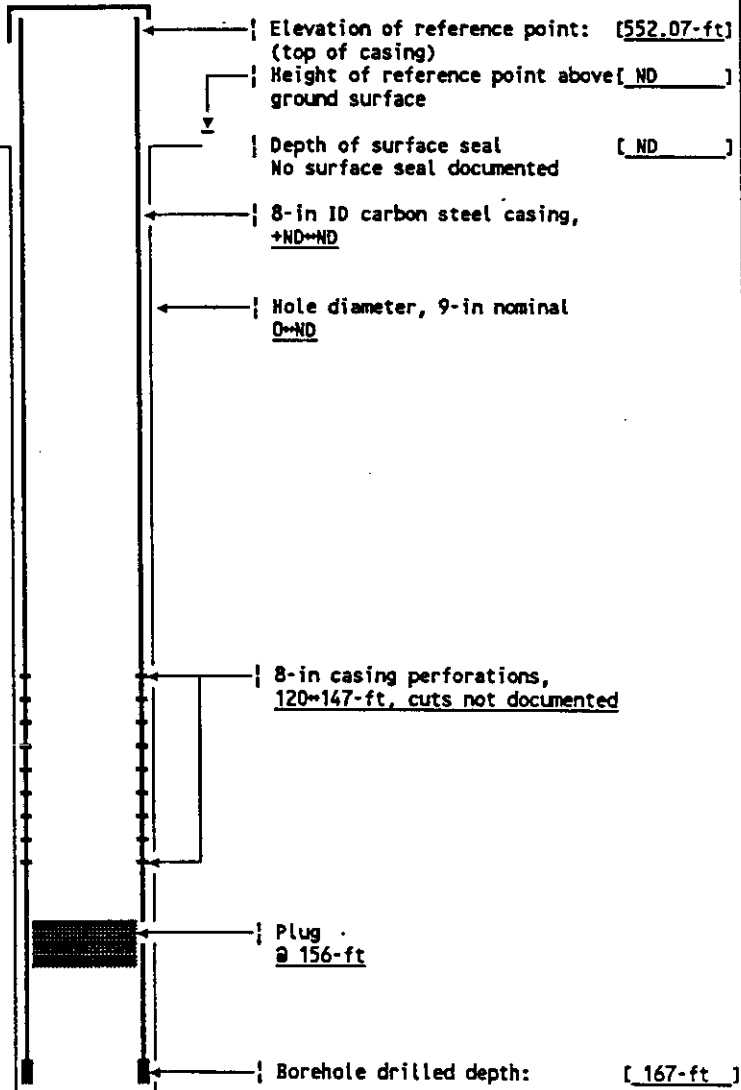 Elevation of reference point: [552.07-ft]
(top of casing)
Height of reference point above[ ND ]
ground surface
Depth of surface seal [ ND ]
No surface seal documented
8-in ID carbon steel casing,
+ND↔ND
Hole diameter, 9-in nominal
0↔ND
8-in casing perforations,
120↔147-ft, cuts not documented
Plug
@ 156-ft
Borehole drilled depth: [ 167-ft ]